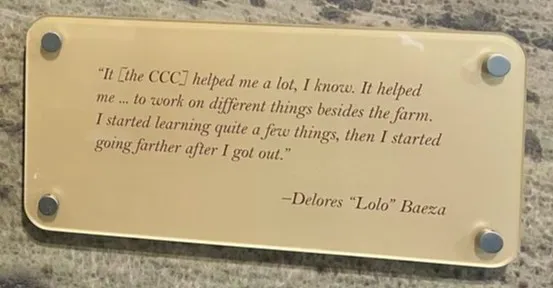 “It [the CCC] helped me a lot, I know. It helped
me ... to work on different things besides the farm.
I started learning quite a few things, then I started
going farther after I got out.”
–Delores “Lolo” Baeza